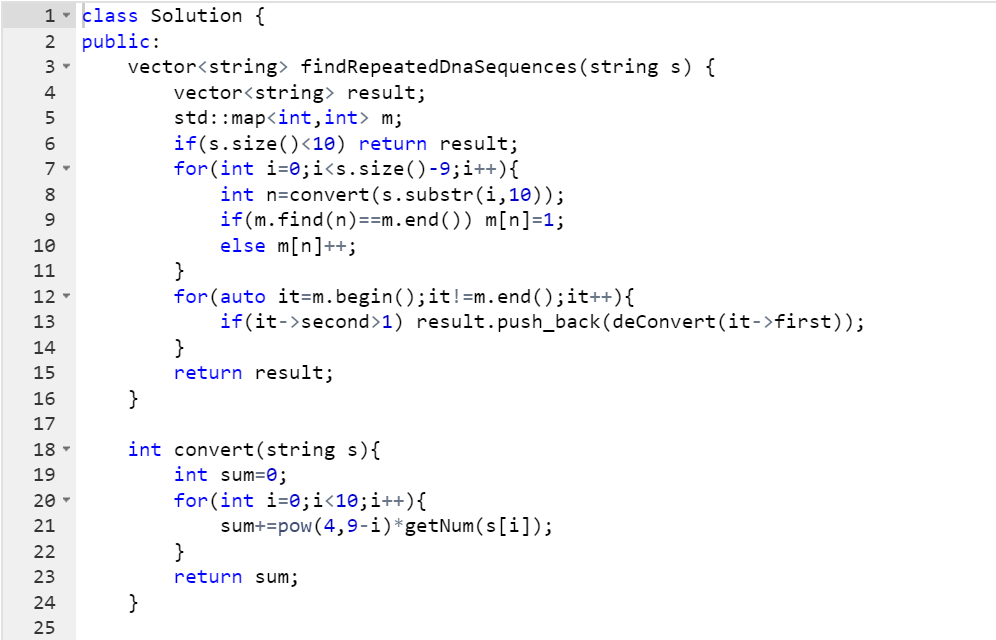 1 class Solution {
2 public:
3 vector<string> findRepeatedDnaSequences(string s) {
4 vector<string> result;
5 std::map<int,int> m;
6 if(s.size()<10) return result;
7 for(int i=0;i<s.size()-9;i++){
8 int n=convert(s.substr(i,10));
9 if(m.find(n)==m.end()) m[n]=1;
10 else m[n]++;
11 }
12 for(auto it=m.begin();it!=m.end();it++){
13 if(it->second>1) result.push_back(deConvert(it->first));
14 }
15 return result;
16 }
17
18 int convert(string s){
19 int sum=0;
20 for(int i=0;i<10;i++){
21 sum+=pow(4,9-i)*getNum(s[i]);
22 }
23 return sum;
24 }
25